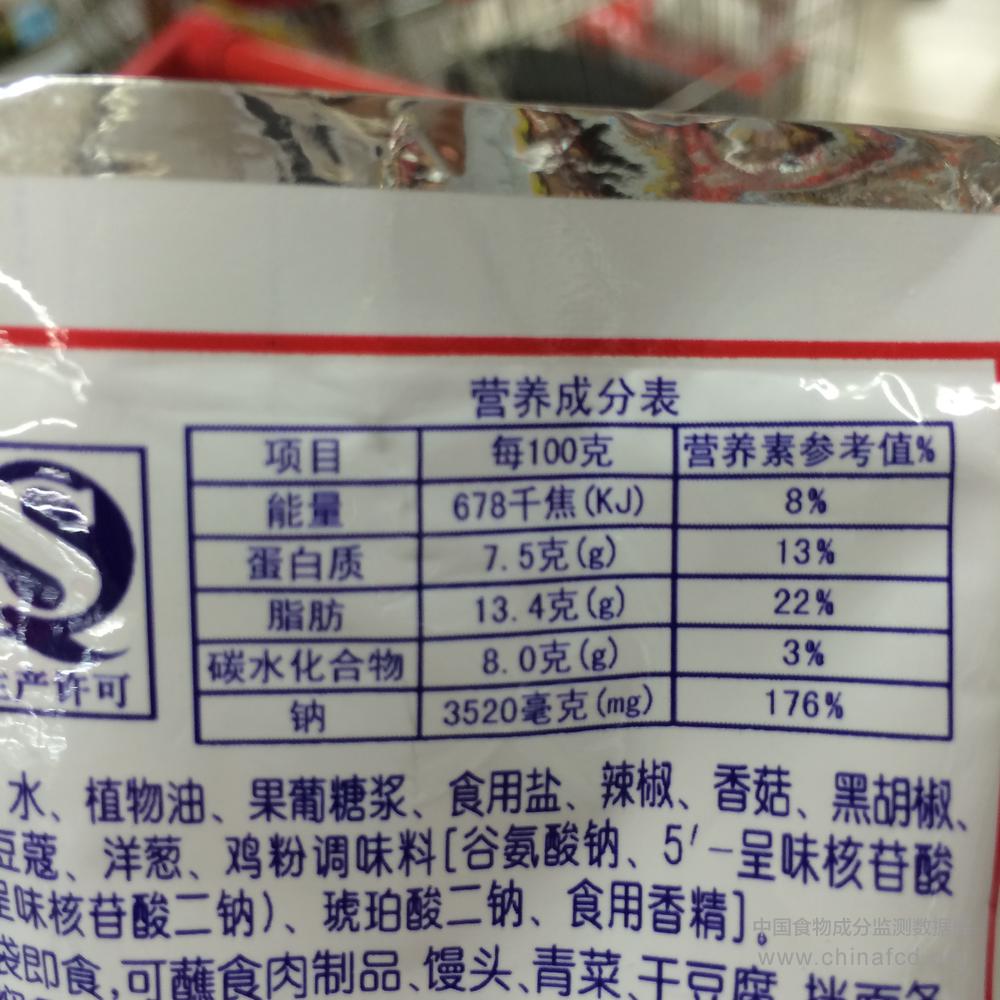 营养成分表
项目 每100克 营养素参考值%
能量 678千焦(KJ) 8%
蛋白质 7.5克(g) 13%
脂肪 13.4克(g) 22%
碳水化合物 8.0克(g) 3%
钠 3520毫克(mg) 176%
产许可
水、植物油、果葡糖浆、食用盐、辣椒、香菇、黑胡椒、
豆蔻、洋葱、鸡粉调味料[谷氨酸钠、5′-呈味核苷酸
呈味核苷酸二钠)、琥珀酸二钠、食用香精]。
袋即食,可蘸食肉制品、馒头、青菜、干豆腐、拌面条
中国食物成分监测数据
www.chinafcd.